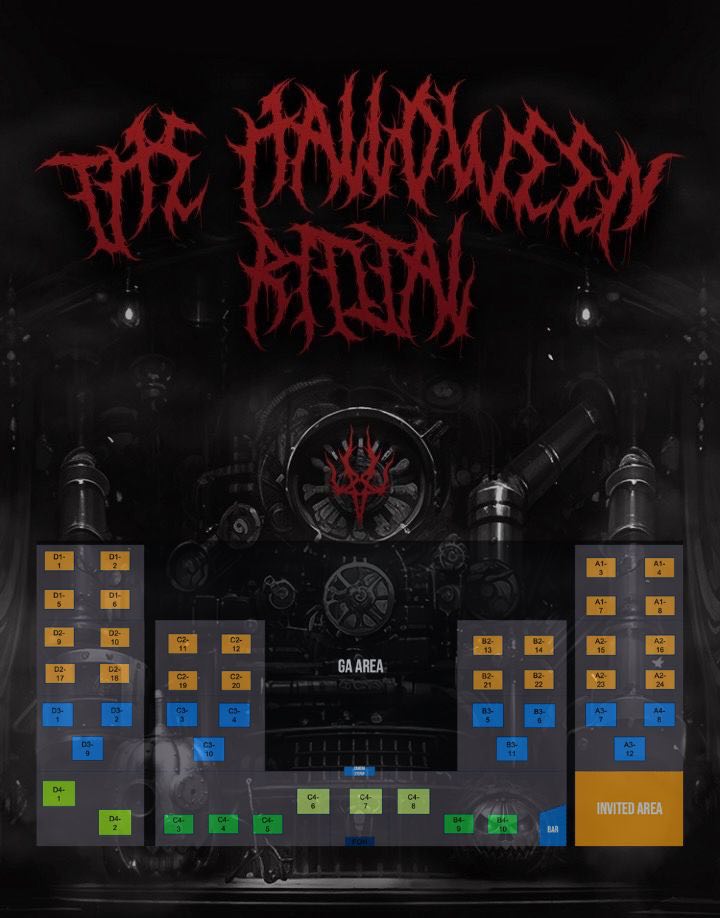 THE HALLOWEEN
RITUAL
D1-1
D1-2
A1-3
A1-4
D1-5
D1-6
A1-7
A1-8
D2-9
D2-10
C2-11
C2-12
B2-13
B2-14
A2-15
A2-16
GA AREA
D2-17
D2-18
C2-19
C2-20
B2-21
B2-22
A2-23
A2-24
D3-1
D3-2
C3-3
C3-4
B3-5
B3-6
A3-7
A4-8
D3-9
C3-10
B3-11
A3-12
D4-1
C4-6
C4-7
C4-8
INVITED AREA
D4-2
C4-3
C4-4
C4-5
B4-9
B4-10
BAR
FOH